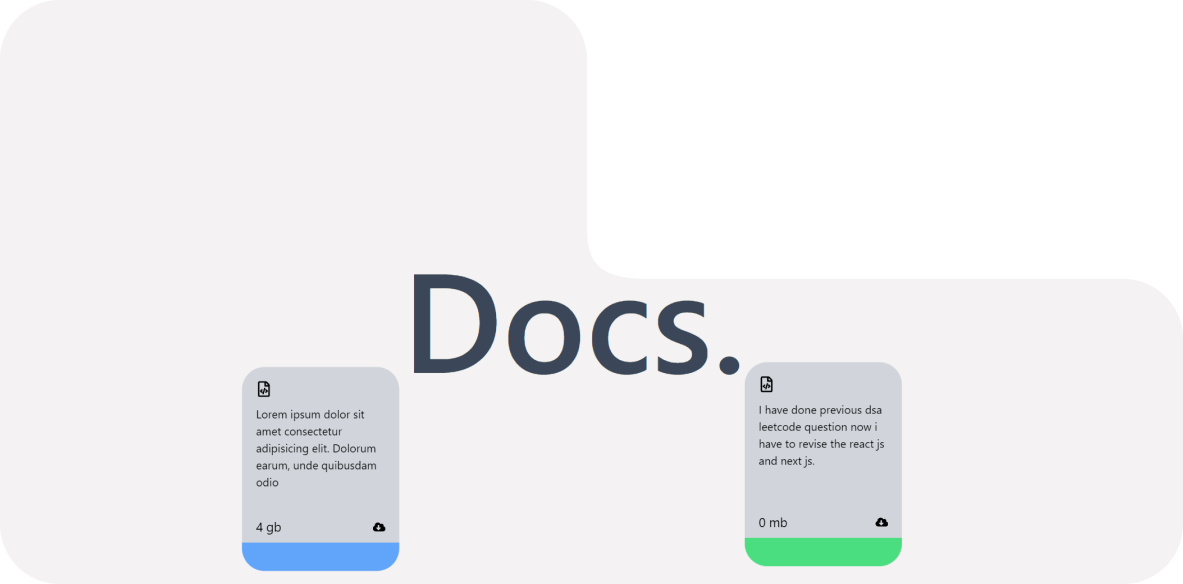 Docs.
Lorem ipsum dolor sit
amet consectetur
adipisicing elit. Dolorum
earum, unde quibusdam
odio
4 gb
I have done previous dsa
leetcode question now i
have to revise the react js
and next js.
0 mb